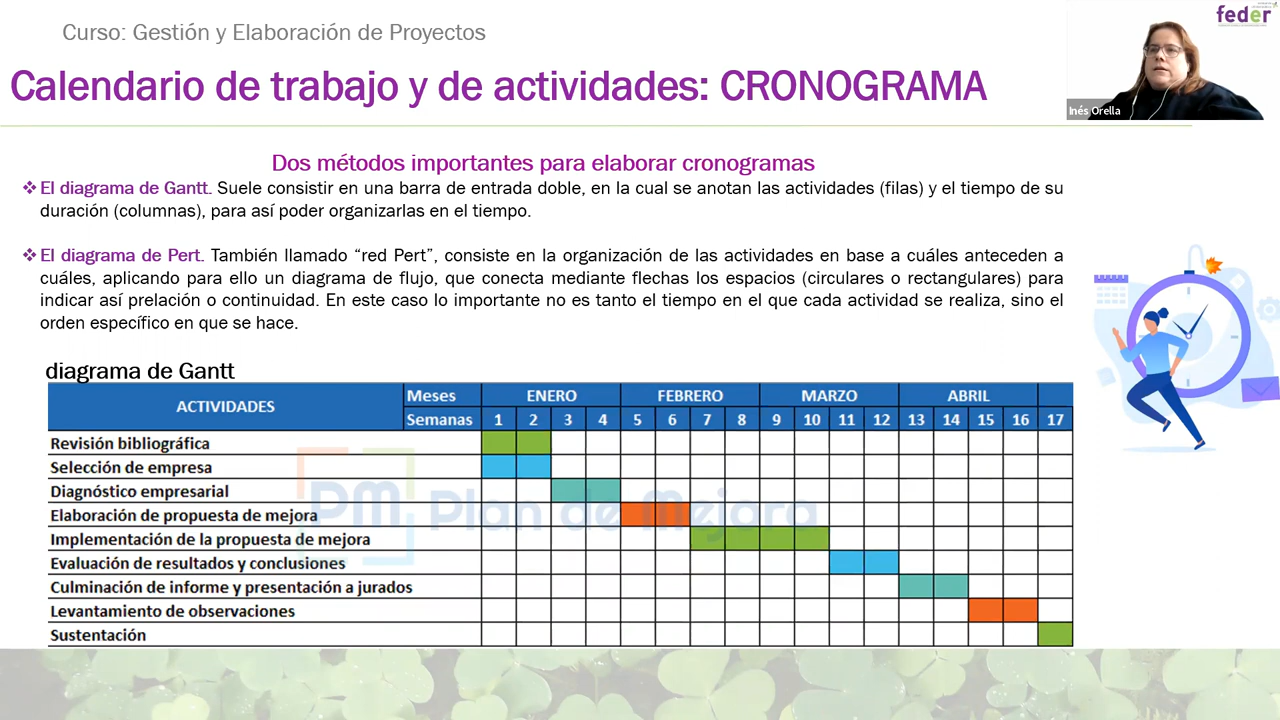 Curso: Gestión y Elaboración de Proyectos
feder
Calendario de trabajo y de actividades: CRONOGRAMA
Inés Orella
Dos métodos importantes para elaborar cronogramas
❖El diagrama de Gantt. Suele consistir en una barra de entrada doble, en la cual se anotan las actividades (filas) y el tiempo de su
duración (columnas), para así poder organizarlas en el tiempo.
❖El diagrama de Pert. También llamado “red Pert”, consiste en la organización de las actividades en base a cuáles anteceden a
cuáles, aplicando para ello un diagrama de flujo, que conecta mediante flechas los espacios (circulares o rectangulares) para
indicar así prelación o continuidad. En este caso lo importante no es tanto el tiempo en el que cada actividad se realiza, sino el
orden específico en que se hace.
diagrama de Gantt
ACTIVIDADES Meses ENERO FEBRERO MARZO ABRIL
Semanas 1 2 3 4 5 6 7 8 9 10 11 12 13 14 15 16 17
Revisión bibliográfica
Selección de empresa
Diagnóstico empresarial
Elaboración de propuesta de mejora
Implementación de la propuesta de mejora
Evaluación de resultados y conclusiones
Culminación de informe y presentación a jurados
Levantamiento de observaciones
Sustentación
PM Plan de Mejora